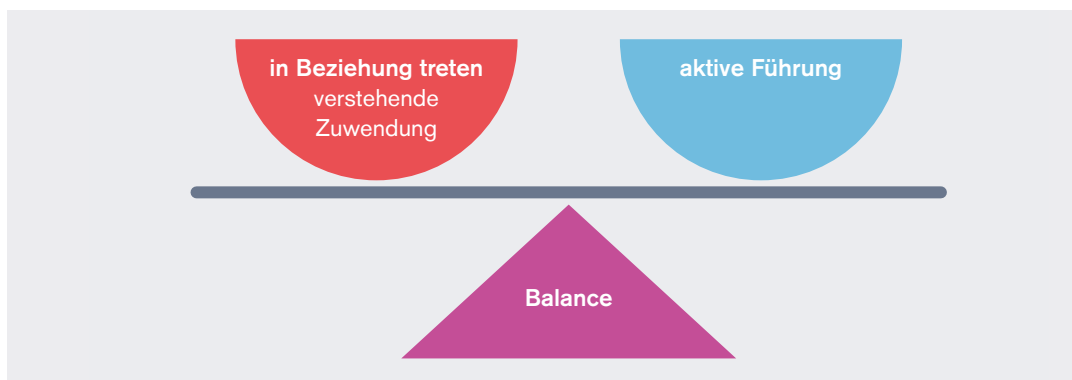 in Beziehung treten
verstehende
Zuwendung
aktive Führung
Balance